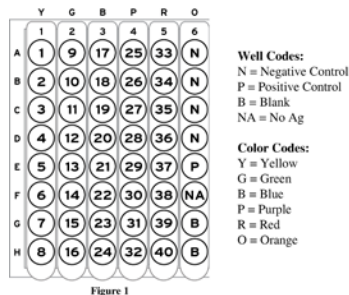 Y G B P R O
1 2 3 4 5 6
A 1 9 17 25 33 N
B 2 10 18 26 34 N
C 3 11 19 27 35 N
D 4 12 20 28 36 N
E 5 13 21 29 37 P
F 6 14 22 30 38 NA
G 7 15 23 31 39 B
H 8 16 24 32 40 B
Figure 1
Well Codes:
N = Negative Control
P = Positive Control
B = Blank
NA = No Ag
Color Codes:
Y = Yellow
G = Green
B = Blue
P = Purple
R = Red
O = Orange